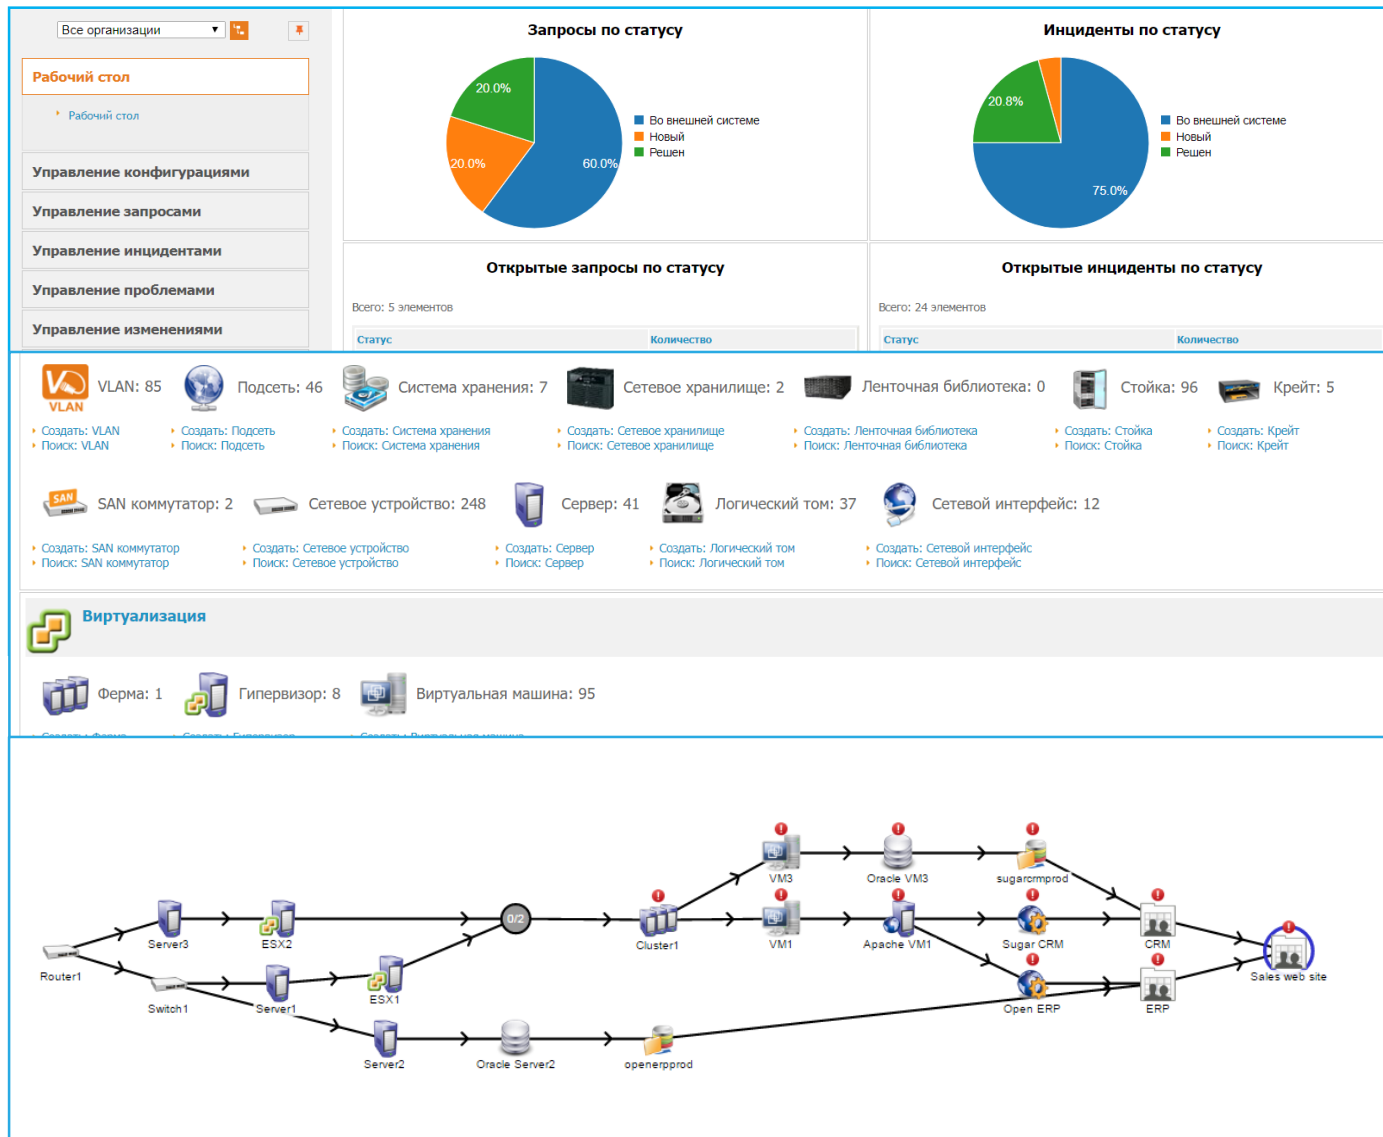 Все организации
Рабочий стол
Рабочий стол
Управление конфигурациями
Управление запросами
Управление инцидентами
Управление проблемами
Управление изменениями
Запросы по статусу
20.0%
20.0%
60.0%
Во внешней системе
Новый
Решен
Инциденты по статусу
20.8%
75.0%
Во внешней системе
Новый
Решен
Открытые запросы по статусу
Всего: 5 элементов
Статус Количество
Открытые инциденты по статусу
Всего: 24 элементов
Статус Количество
VLAN
VLAN: 85 Подсеть: 46 Система хранения: 7 Сетевое хранилище: 2 Ленточная библиотека: 0 Стойка: 96 Крейт: 5
Создать: VLAN Создать: Подсеть Создать: Система хранения Создать: Сетевое хранилище Создать: Ленточная библиотека Создать: Стойка Создать: Крейт
Поиск: VLAN Поиск: Подсеть Поиск: Система хранения Поиск: Сетевое хранилище Поиск: Ленточная библиотека Поиск: Стойка Поиск: Крейт
SAN
SAN коммутатор: 2 Сетевое устройство: 248 Сервер: 41 Логический том: 37 Сетевой интерфейс: 12
Создать: SAN коммутатор Создать: Сетевое устройство Создать: Сервер Создать: Логический том Создать: Сетевой интерфейс
Поиск: SAN коммутатор Поиск: Сетевое устройство Поиск: Сервер Поиск: Логический том Поиск: Сетевой интерфейс
Виртуализация
Ферма: 1 Гипервизор: 8 Виртуальная машина: 95
Создать: Ферма Создать: Гипервизор Создать: Виртуальная машина
VM3 Oracle VM3 sugarcrmprod
Server3 ESX2 0/2 Cluster1 VM1 Apache VM1 Sugar CRM CRM
Router1 Sales web site
Switch1 Server1 ESX1 Open ERP ERP
Server2 Oracle Server2 openerpprod